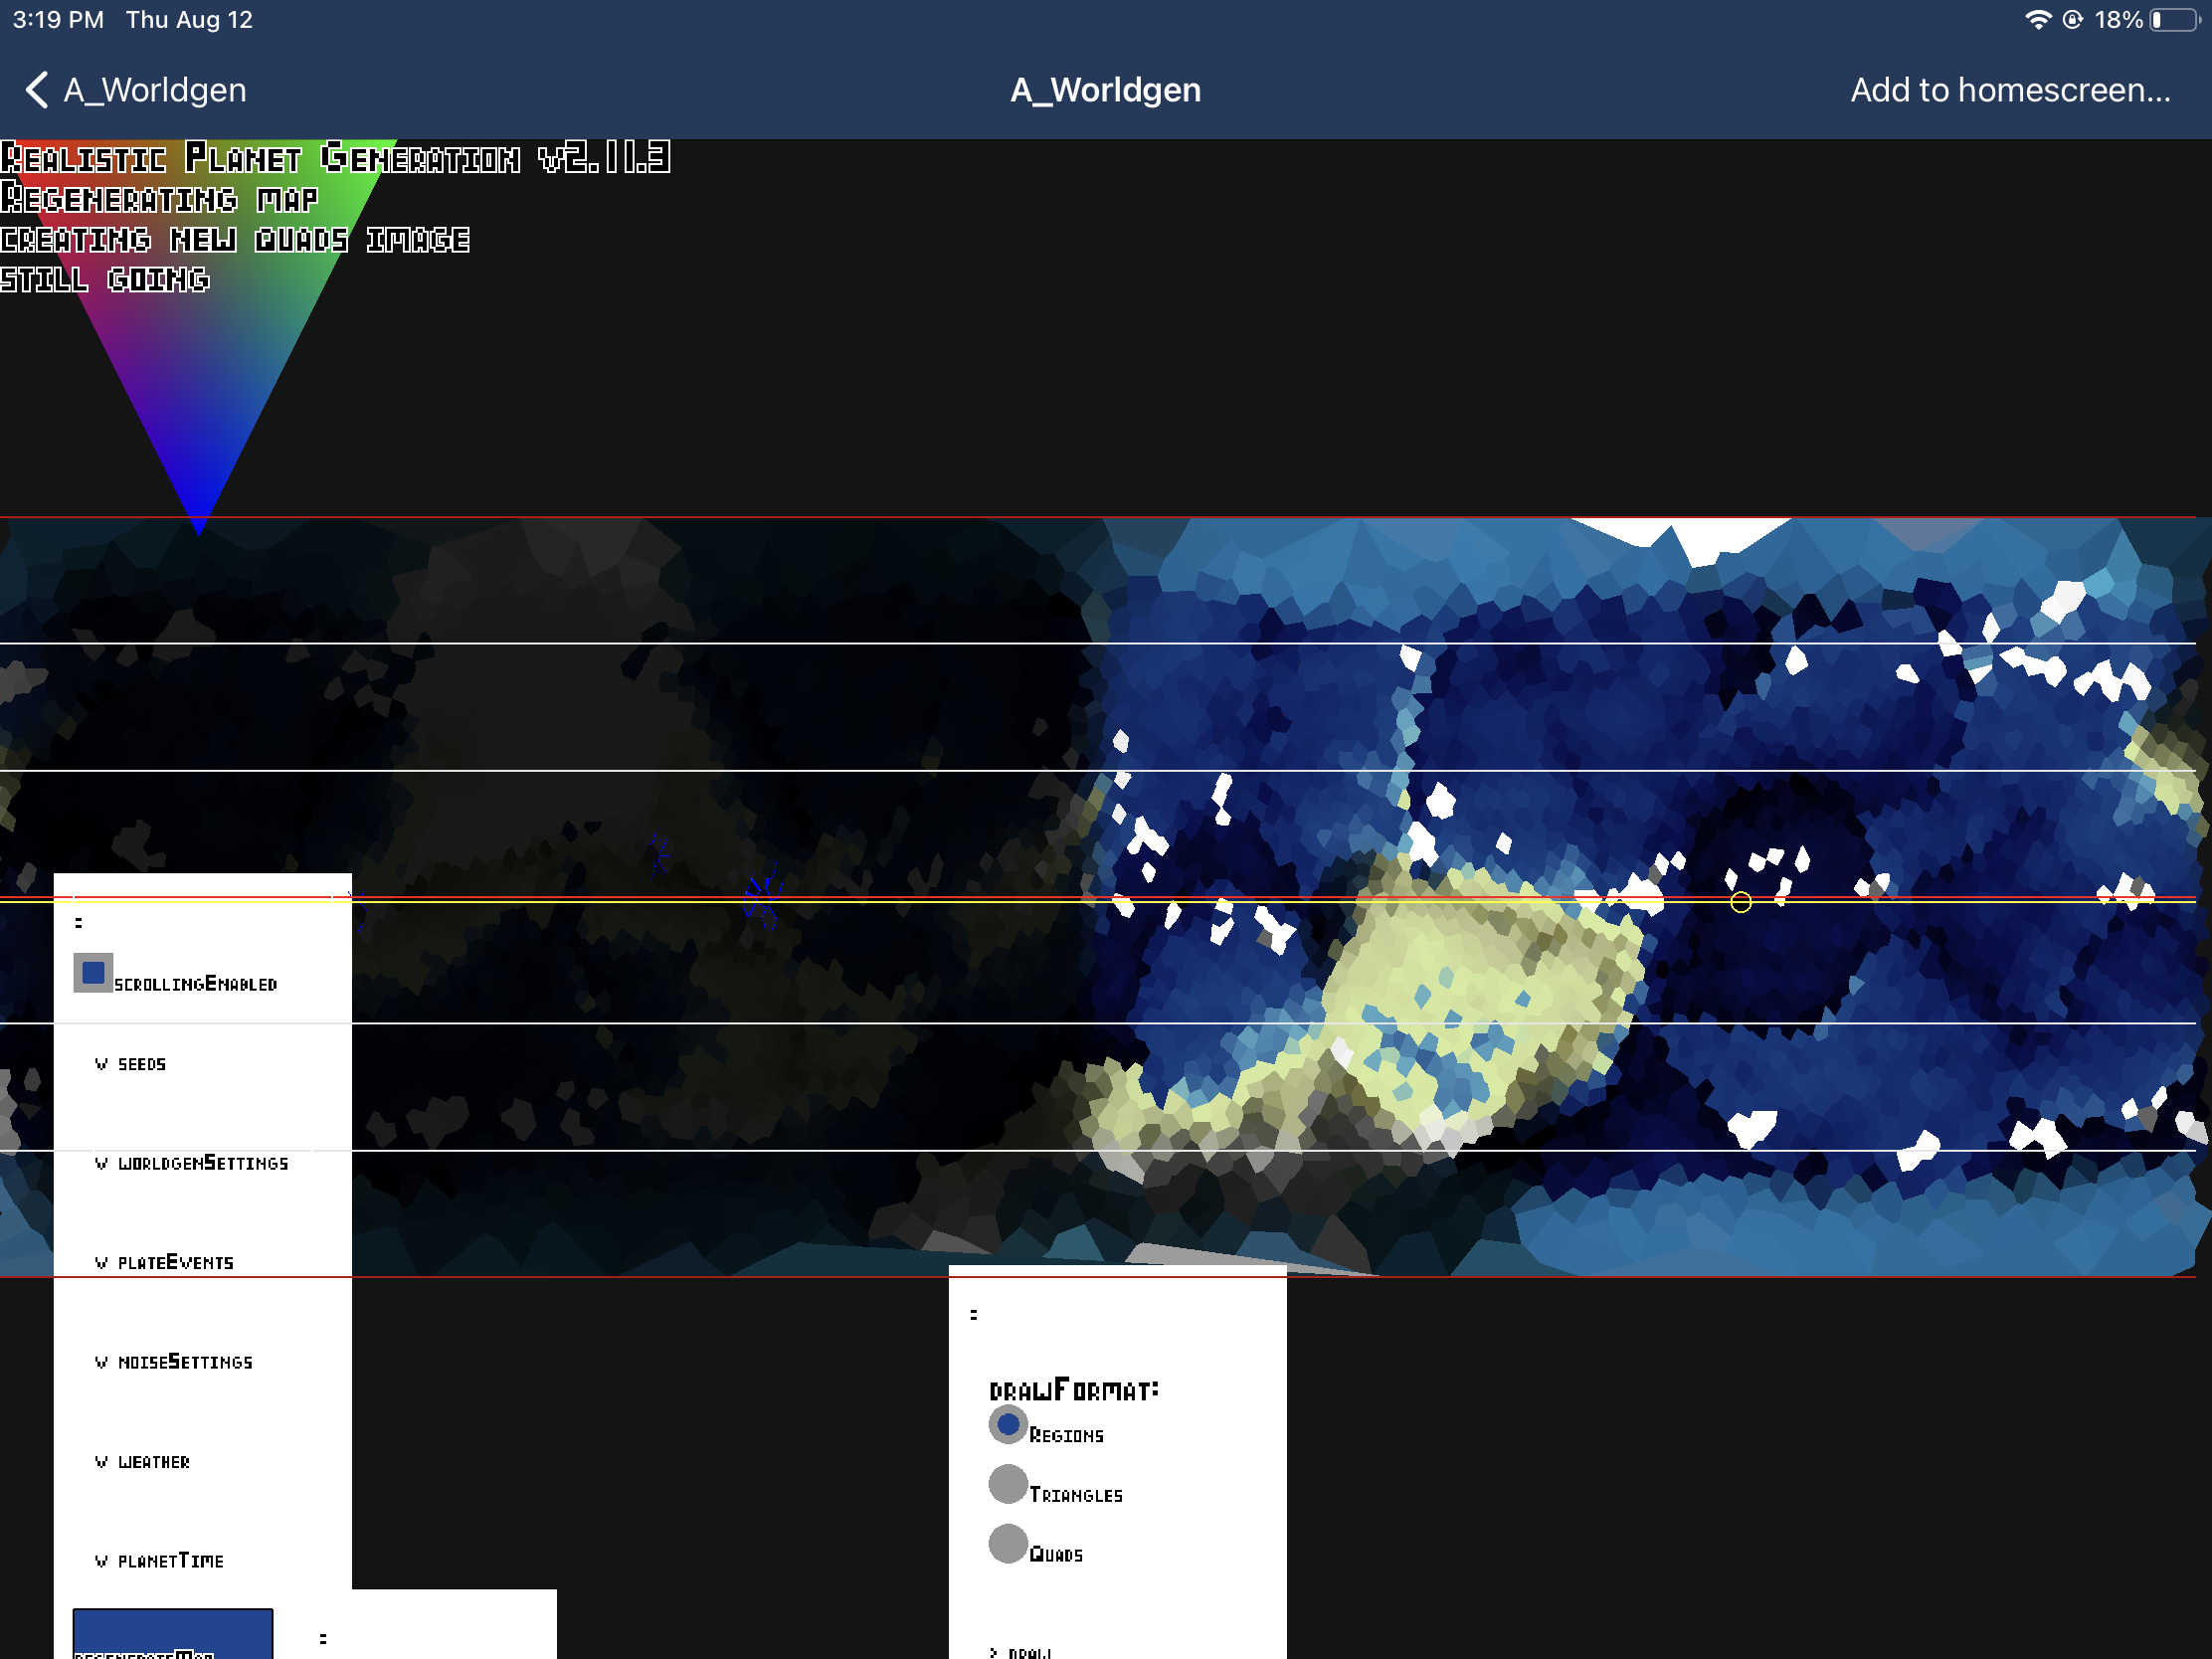 3:19 PM Thu Aug 12 18%
A_Worldgen A_Worldgen Add to homescreen...
Realistic Planet Generation v2.11.3
Regenerating map
creating new quads image
still going
=
scrollingEnabled
v seeds
v worldgenSettings
v plateEvents
v noiseSettings
v weather
v planetTime
regenerateMap
=
=
drawFormat:
Regions
Triangles
Quads
> draw